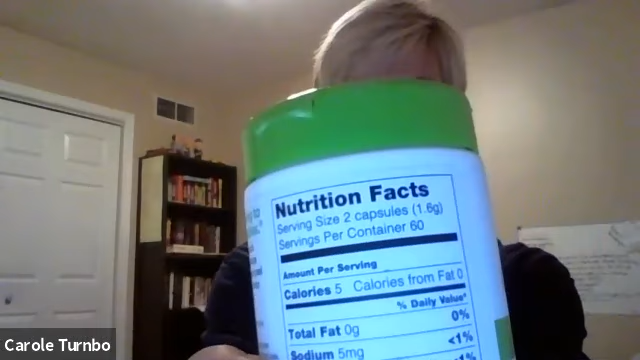 Nutrition Facts
Serving Size 2 capsules (1.6g)
Servings Per Container 60
Amount Per Serving
Calories 5 Calories from Fat 0
% Daily Value*
Total Fat 0g 0%
Sodium 5mg <1%
Carole Turnbo